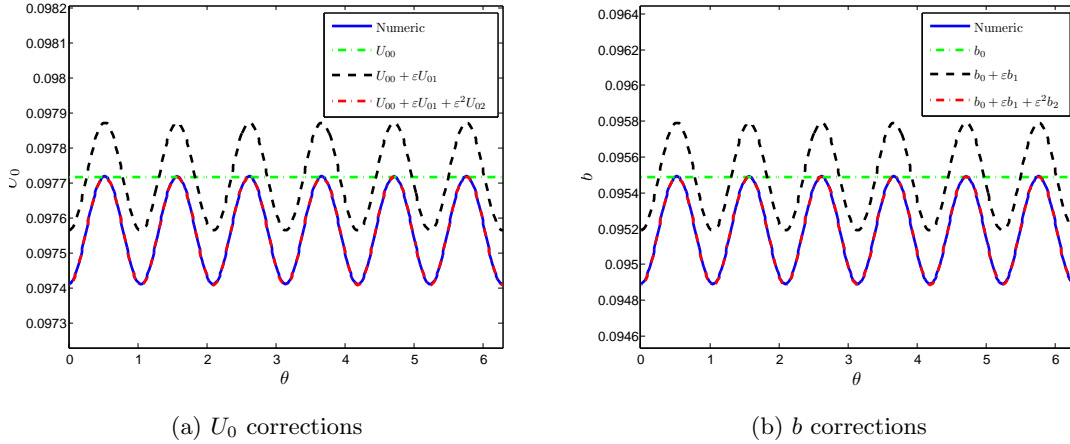 0.0982
0.0981
0.098
0.0979
0.0978
0.0977
0.0976
0.0975
0.0974
0.0973
U₀
0 1 2 3 4 5 6
θ
Numeric
U₀₀
U₀₀ + εU₀₁
U₀₀ + εU₀₁ + ε²U₀₂
(a) U₀ corrections
0.0964
0.0962
0.096
0.0958
0.0956
0.0954
0.0952
0.095
0.0948
0.0946
b
0 1 2 3 4 5 6
θ
Numeric
b₀
b₀ + εb₁
b₀ + εb₁ + ε²b₂
(b) b corrections